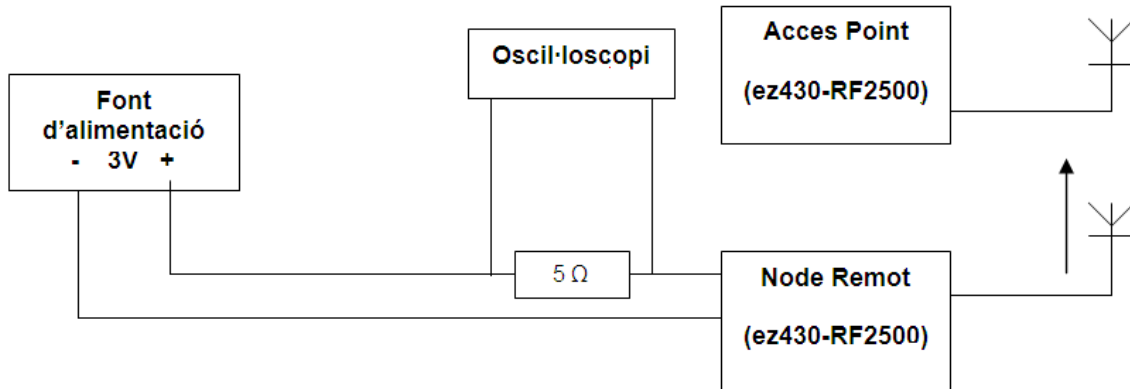 Font
d'alimentació
- 3V +
Oscil·loscopi
5 Ω
Acces Point
(ez430-RF2500)
Node Remot
(ez430-RF2500)